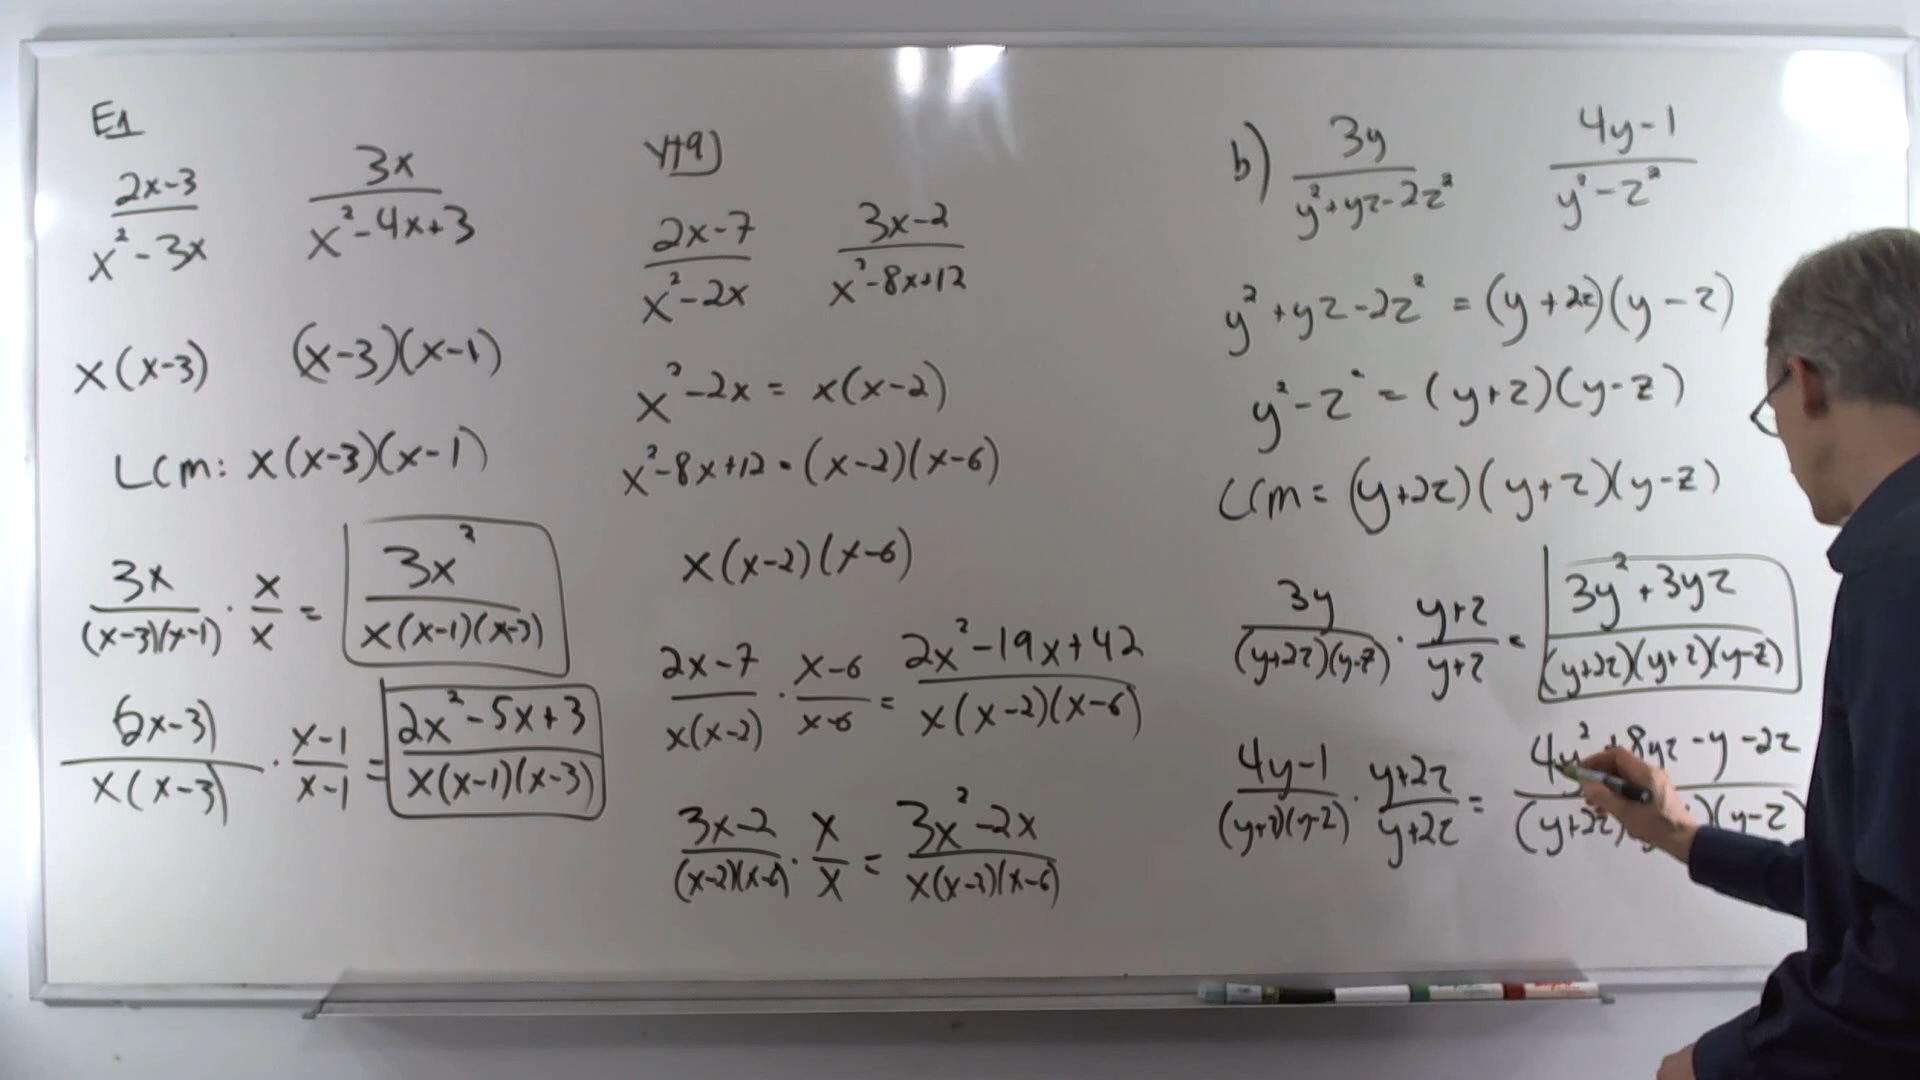 E1
2x-3 / x²-3x    3x / x²-4x+3
x(x-3)    (x-3)(x-1)
LCM: x(x-3)(x-1)
3x / (x-3)(x-1) · x / x = 3x² / x(x-1)(x-3)
(2x-3) / x(x-3) · x-1 / x-1 = 2x²-5x+3 / x(x-1)(x-3)
2x-7 / x²-2x    3x-2 / x²-8x+12
x²-2x = x(x-2)
x²-8x+12 = (x-2)(x-6)
x(x-2)(x-6)
2x-7 / x(x-2) · x-6 / x-6 = 2x²-19x+42 / x(x-2)(x-6)
3x-2 / (x-2)(x-6) · x / x = 3x²-2x / x(x-2)(x-6)
b) 3y / y²+yz-2z²    4y-1 / y²-z²
y²+yz-2z² = (y+2z)(y-z)
y²-z² = (y+z)(y-z)
LCM = (y+2z)(y+z)(y-z)
3y / (y+2z)(y-z) · y+z / y+z = 3y²+3yz / (y+2z)(y+z)(y-z)
4y-1 / (y+z)(y-z) · y+2z / y+2z = 4y²+8yz-y-2z / (y+2z) )(y-z)